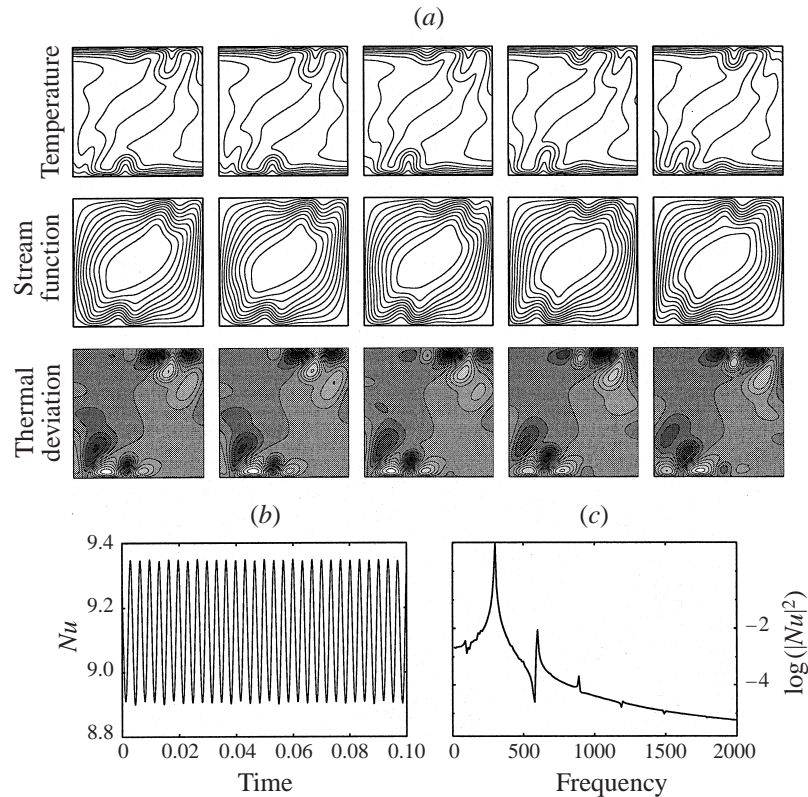 (a)
Temperature
Stream
function
Thermal
deviation
(b)
9.4
9.2
9.0
8.8
Nu
0
0.02
0.04
0.06
0.08
0.10
Time
(c)
−2
−4
log (|Nu|²)
0
500
1000
1500
2000
Frequency